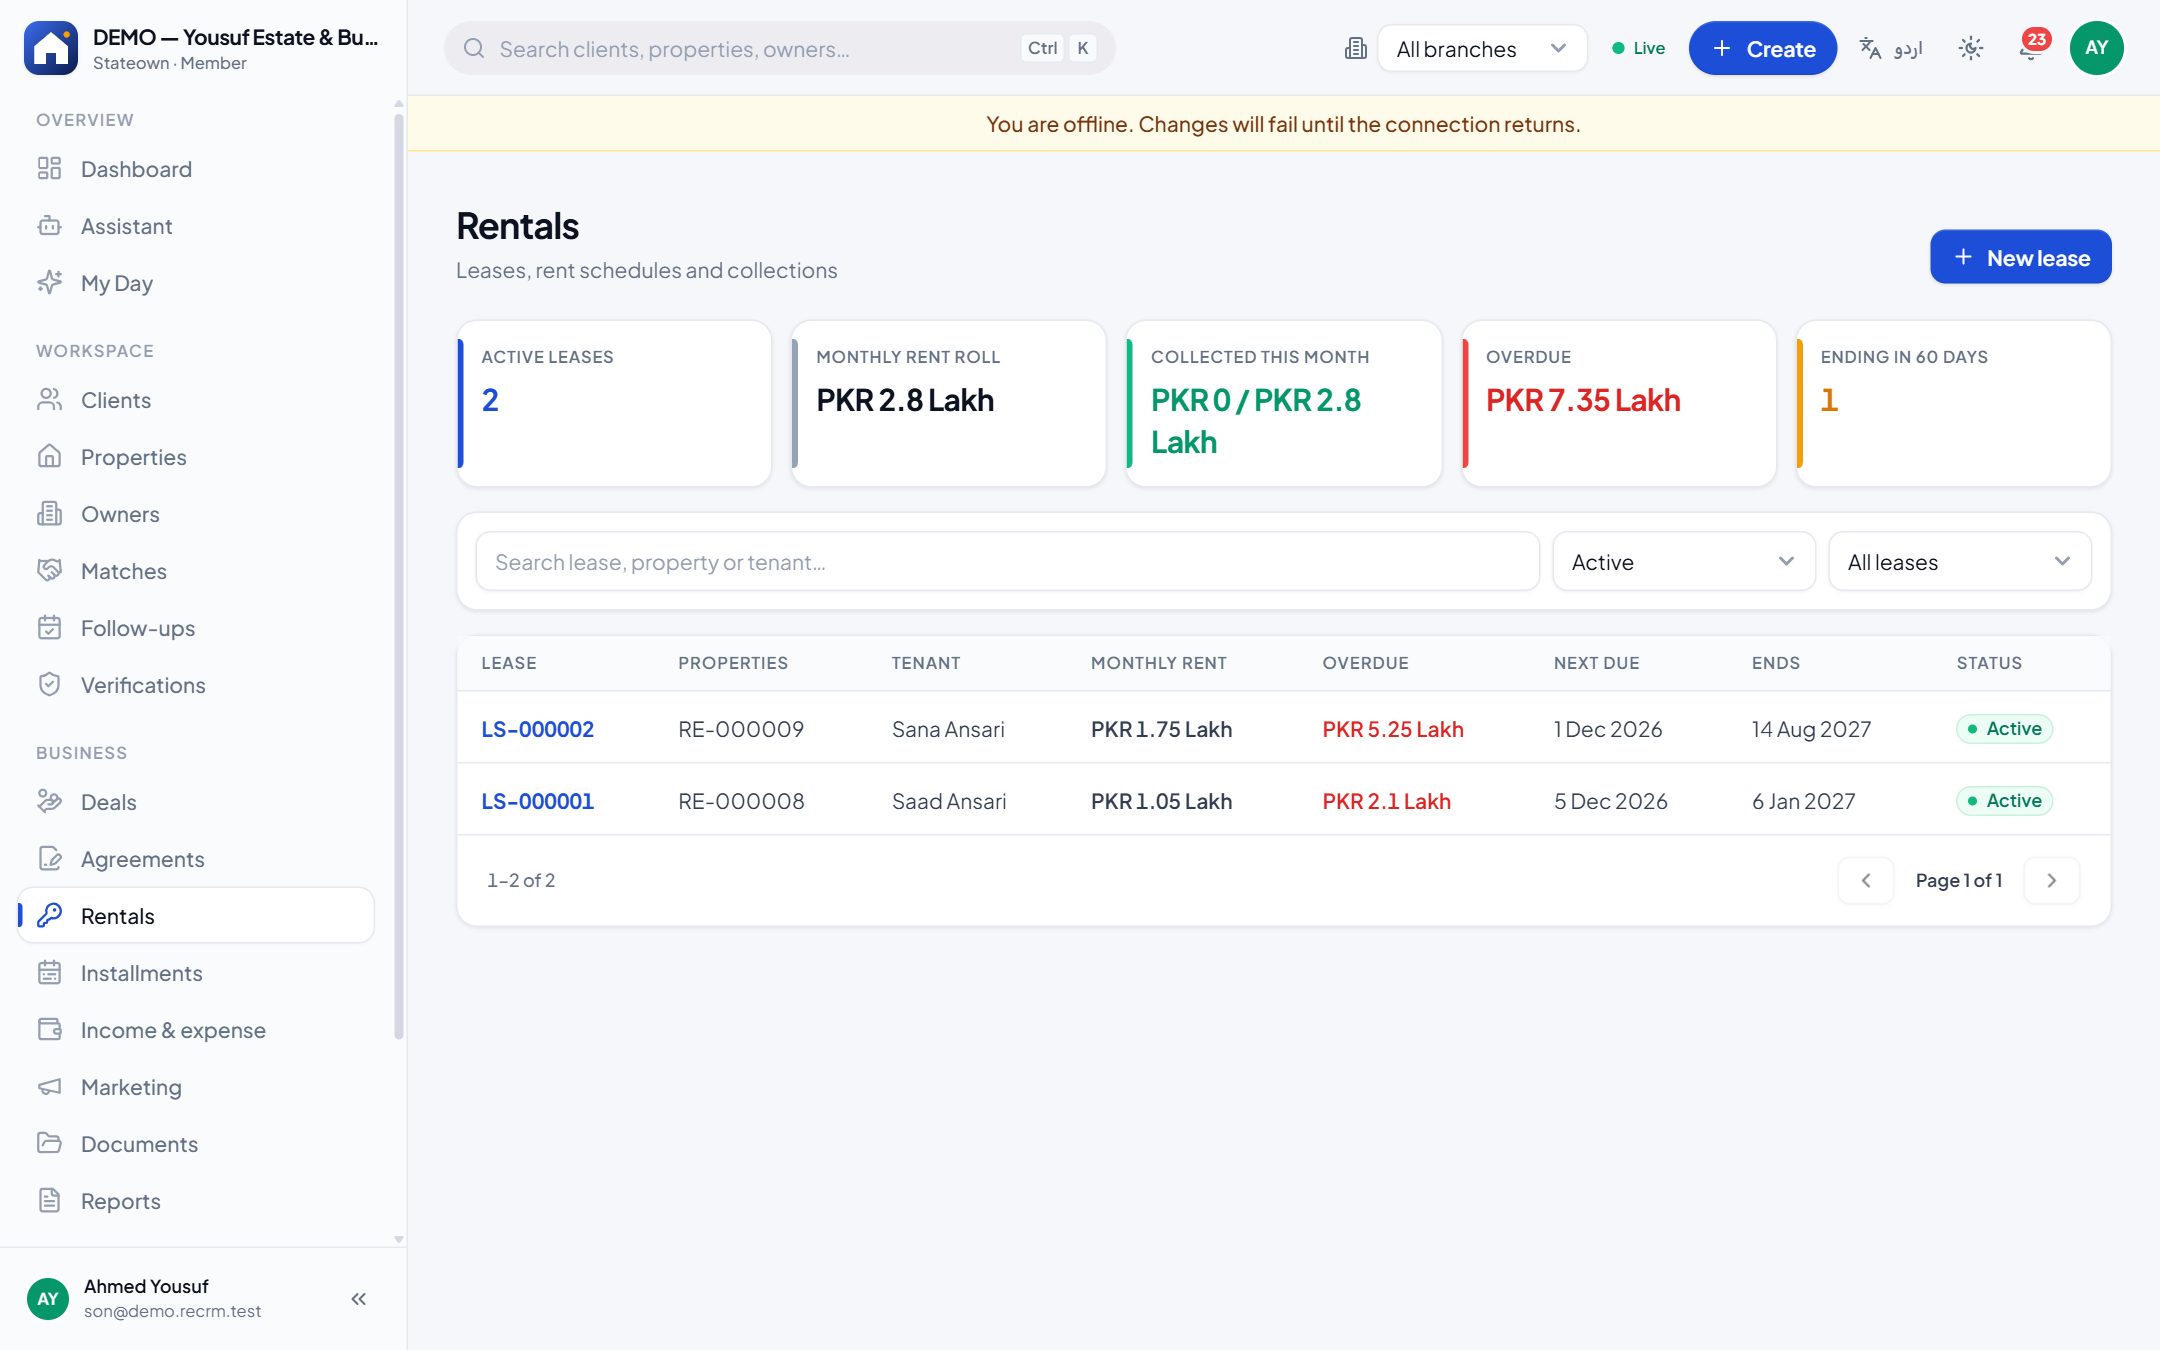 DEMO — Yousuf Estate & Bu...
Stateown · Member
Search clients, properties, owners...
Ctrl K
All branches
Live
Create
اردو
23
AY
You are offline. Changes will fail until the connection returns.
OVERVIEW
Dashboard
Assistant
My Day
WORKSPACE
Clients
Properties
Owners
Matches
Follow-ups
Verifications
BUSINESS
Deals
Agreements
Rentals
Installments
Income & expense
Marketing
Documents
Reports
AY
Ahmed Yousuf
son@demo.recrm.test
Rentals
Leases, rent schedules and collections
New lease
ACTIVE LEASES
2
MONTHLY RENT ROLL
PKR 2.8 Lakh
COLLECTED THIS MONTH
PKR 0 / PKR 2.8
Lakh
OVERDUE
PKR 7.35 Lakh
ENDING IN 60 DAYS
1
Search lease, property or tenant...
Active
All leases
LEASE PROPERTIES TENANT MONTHLY RENT OVERDUE NEXT DUE ENDS STATUS
LS-000002 RE-000009 Sana Ansari PKR 1.75 Lakh PKR 5.25 Lakh 1 Dec 2026 14 Aug 2027 Active
LS-000001 RE-000008 Saad Ansari PKR 1.05 Lakh PKR 2.1 Lakh 5 Dec 2026 6 Jan 2027 Active
1–2 of 2
Page 1 of 1